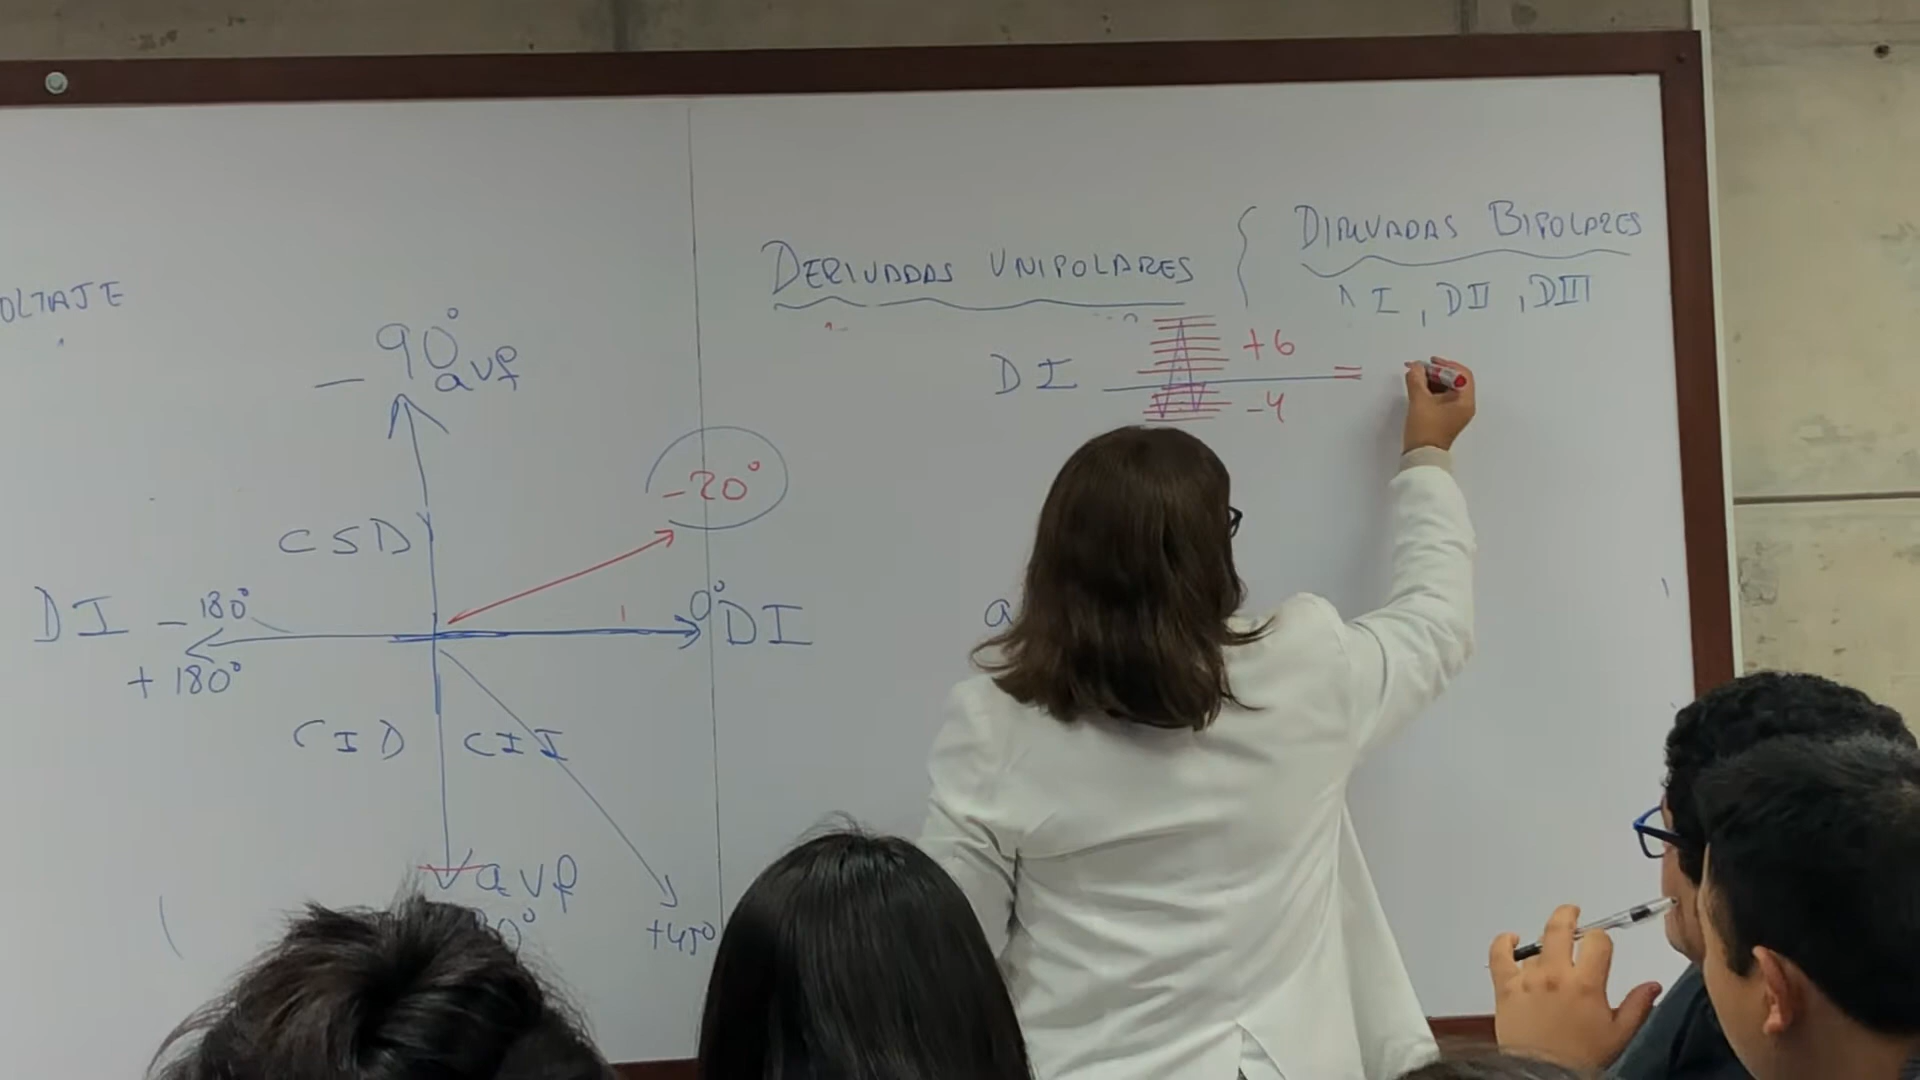 OLTAJE
-90°
avf
CSD
-20°
DI -180°
+180°
0°
DI
CID
CII
avf
0°
+45°
DERIVADAS UNIPOLARES
DIRIVADAS BIPOLARES
I, DII, DIII
DI
+6
-4
=
a